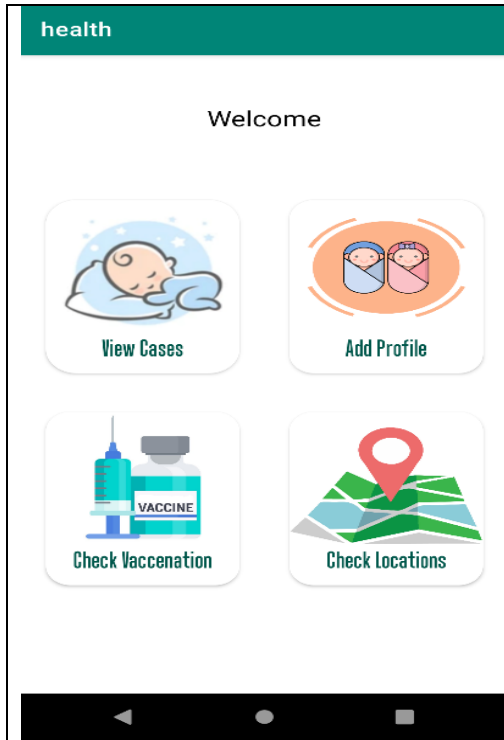 health
Welcome
View Cases
Add Profile
VACCINE
Check Vaccenation
Check Locations